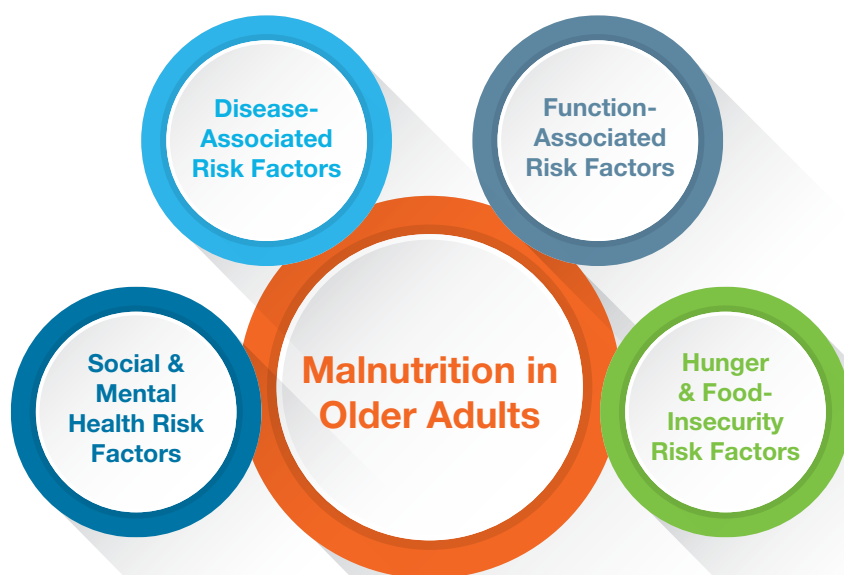 Disease-
Associated
Risk Factors
Function-
Associated
Risk Factors
Social &
Mental
Health Risk
Factors
Malnutrition in
Older Adults
Hunger
& Food-
Insecurity
Risk Factors